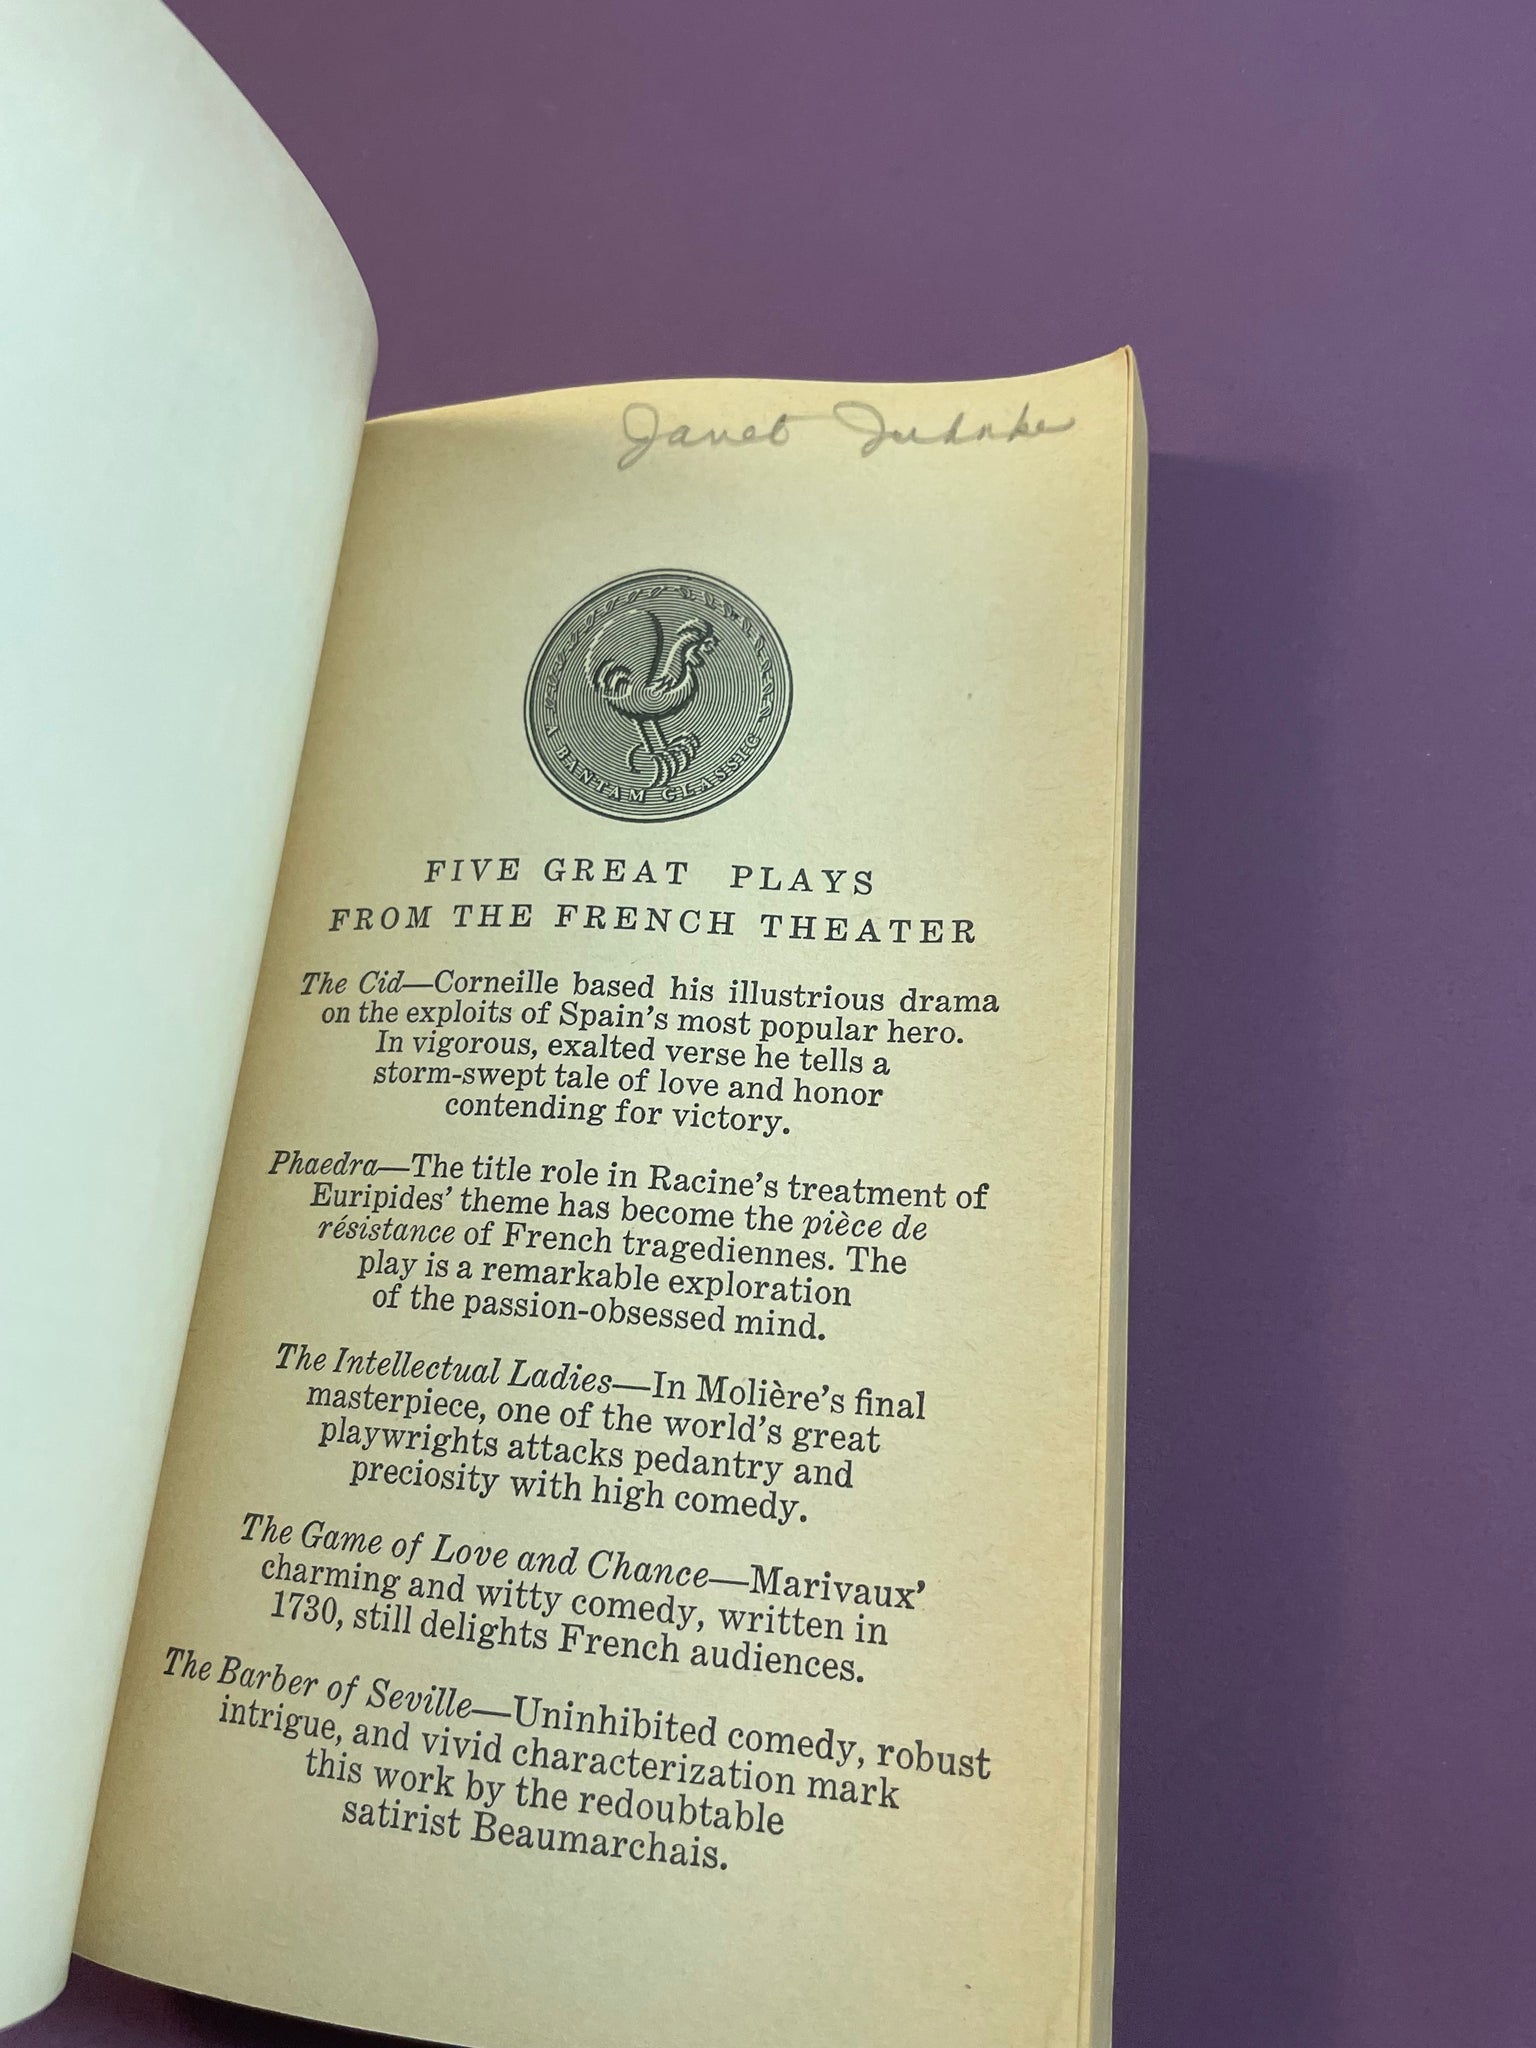 Janet Juhnke
A BANTAM CLASSIC
FIVE GREAT PLAYS
FROM THE FRENCH THEATER
The Cid—Corneille based his illustrious drama
on the exploits of Spain's most popular hero.
In vigorous, exalted verse he tells a
storm-swept tale of love and honor
contending for victory.
Phaedra—The title role in Racine's treatment of
Euripides' theme has become the pièce de
résistance of French tragediennes. The
play is a remarkable exploration
of the passion-obsessed mind.
The Intellectual Ladies—In Molière's final
masterpiece, one of the world's great
playwrights attacks pedantry and
preciosity with high comedy.
The Game of Love and Chance—Marivaux'
charming and witty comedy, written in
1730, still delights French audiences.
The Barber of Seville—Uninhibited comedy, robust
intrigue, and vivid characterization mark
this work by the redoubtable
satirist Beaumarchais.